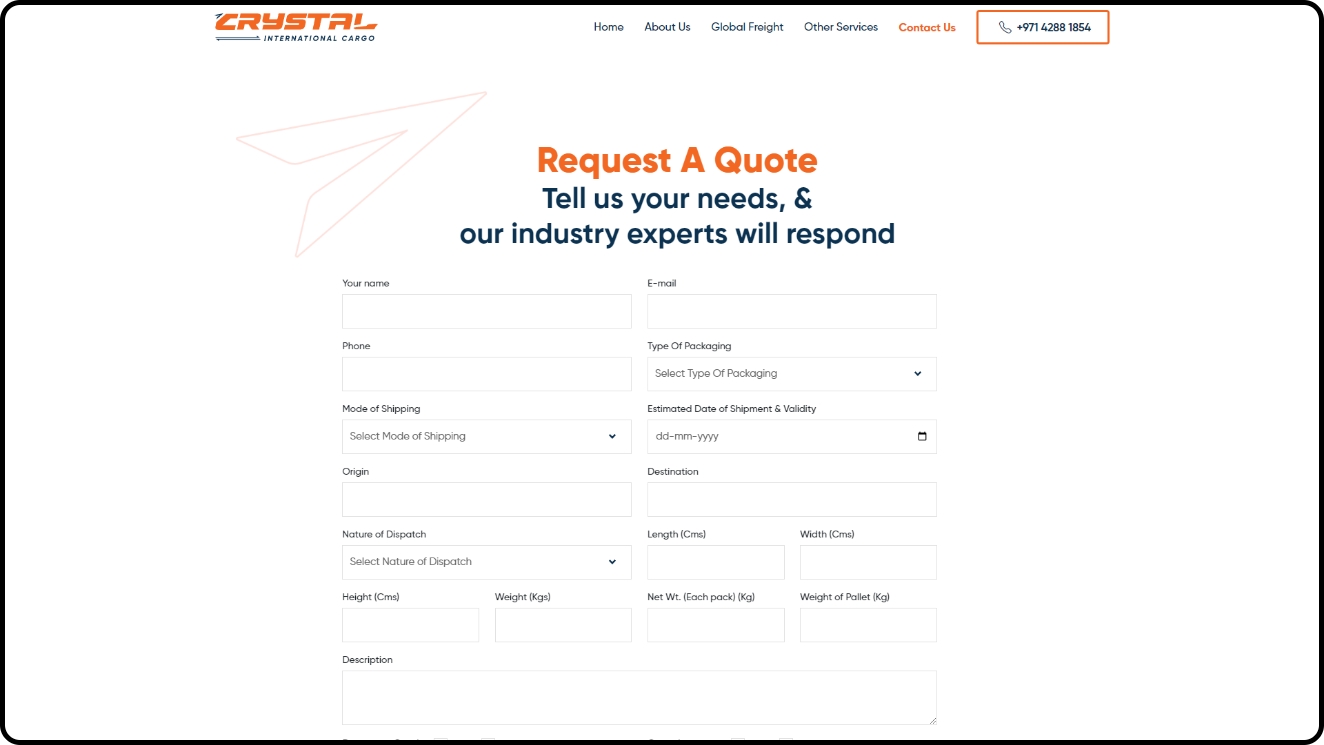 CRYSTAL
INTERNATIONAL CARGO
Home About Us Global Freight Other Services Contact Us +971 4288 1854
Request A Quote
Tell us your needs, &
our industry experts will respond
Your name E-mail
Phone Type Of Packaging
Select Type Of Packaging
Mode of Shipping Estimated Date of Shipment & Validity
Select Mode of Shipping dd-mm-yyyy
Origin Destination
Nature of Dispatch Length (Cms) Width (Cms)
Select Nature of Dispatch
Height (Cms) Weight (Kgs) Net Wt. (Each pack) (Kg) Weight of Pallet (Kg)
Description